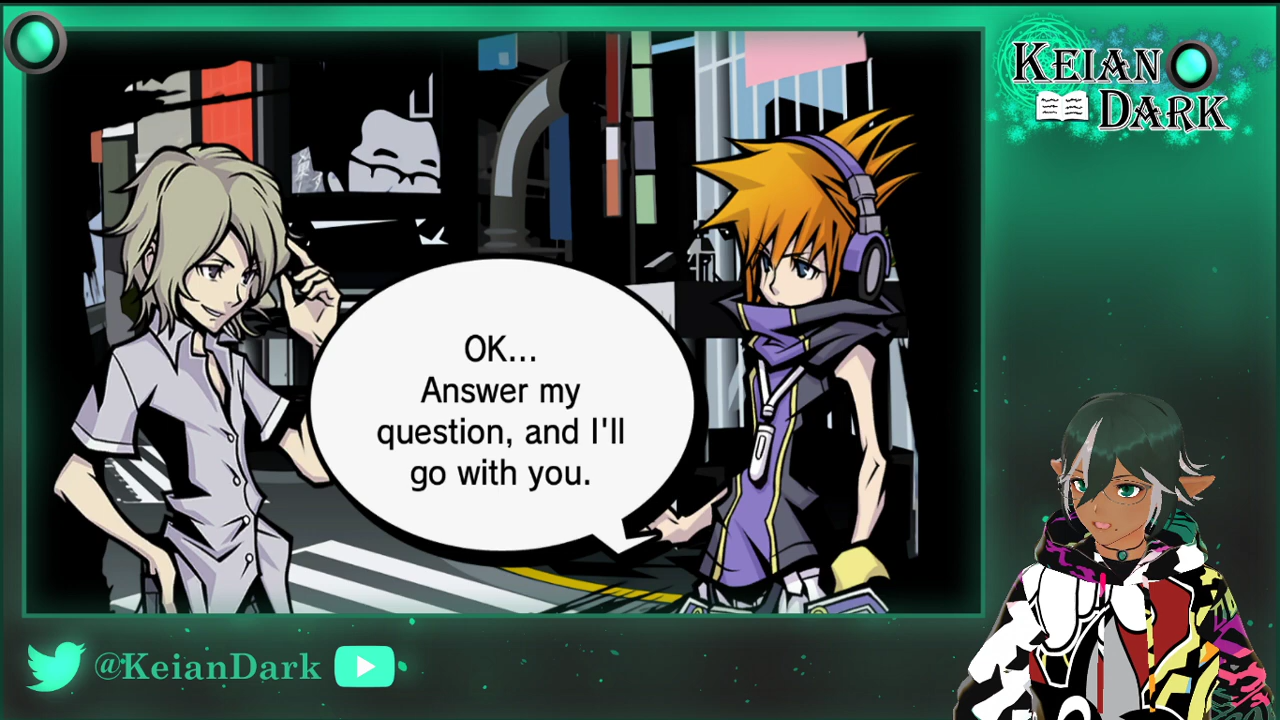 KEIAN
DARK
OK...
Answer my
question, and I'll
go with you.
@KeianDark